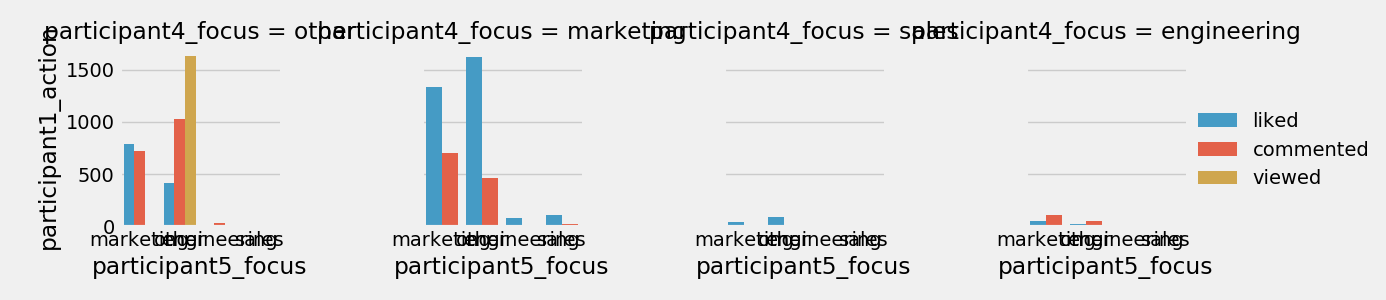 participant4_focus = other
participant4_focus = marketing
participant4_focus = sales
participant4_focus = engineering
participant1_action
1500
1000
500
0
marketing
other
engineering
sales
participant5_focus
marketing
other
engineering
sales
participant5_focus
marketing
other
engineering
sales
participant5_focus
marketing
other
engineering
sales
participant5_focus
liked
commented
viewed